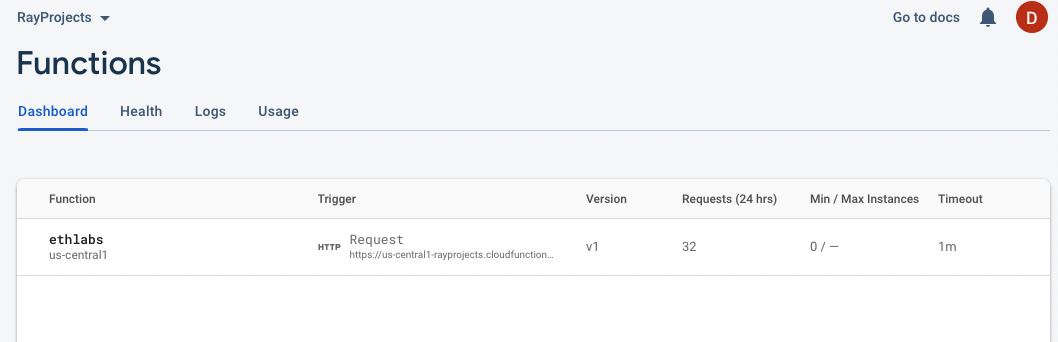 RayProjects
Go to docs
D
Functions
Dashboard Health Logs Usage
Function Trigger Version Requests (24 hrs) Min / Max Instances Timeout
ethlabs
us-central1
HTTP Request
https://us-central1-rayprojects.cloudfunction...
v1 32 0 / — 1m